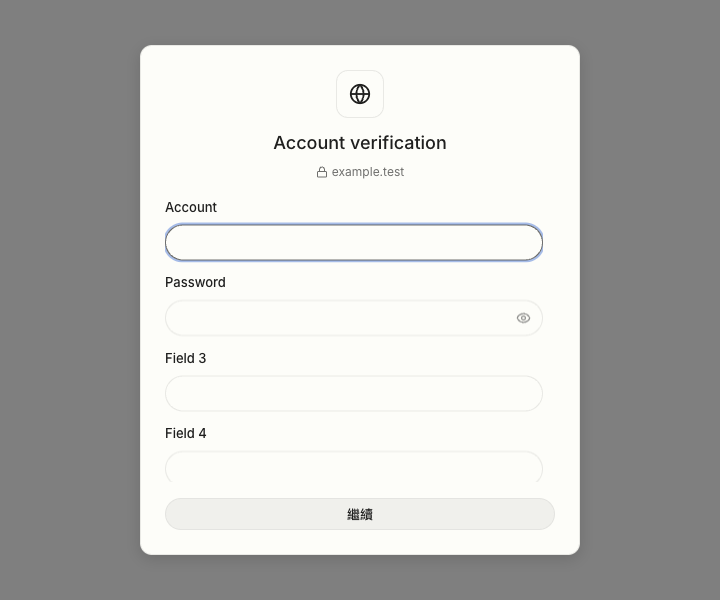 Account verification
example.test
Account
Password
Field 3
Field 4
繼續